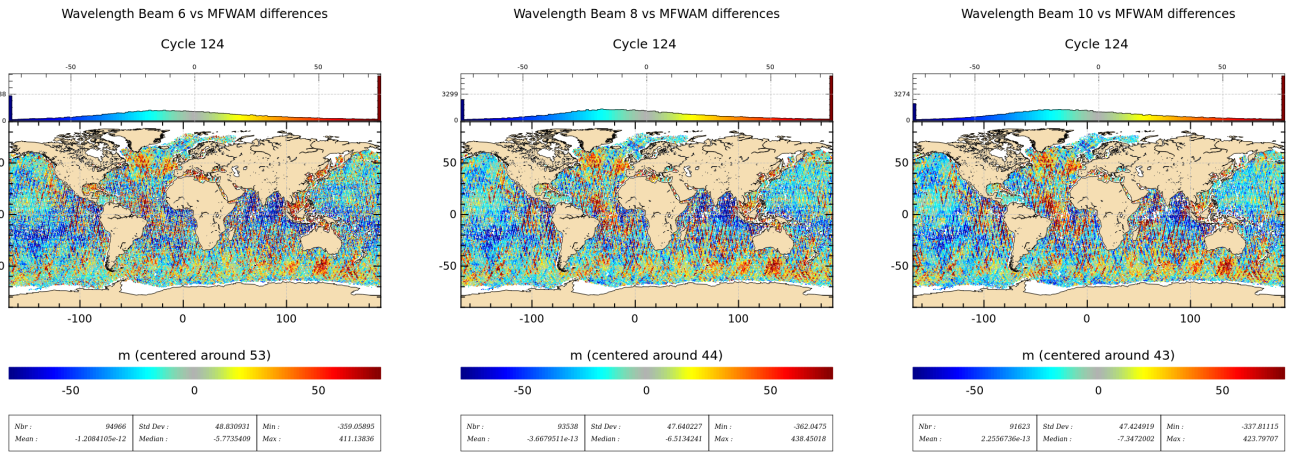 Wavelength Beam 6 vs MFWAM differences
Cycle 124
-50 0 50
0
50
0
-50
-100 0 100
m (centered around 53)
-50 0 50
Nbr : 94966 Std Dev : 48.830931 Min : -359.05895
Mean : -1.2084105e-12 Median : -5.7735409 Max : 411.13836
Wavelength Beam 8 vs MFWAM differences
Cycle 124
-50 0 50
3299
0
50
0
-50
-100 0 100
m (centered around 44)
-50 0 50
Nbr : 93538 Std Dev : 47.640227 Min : -362.0475
Mean : -3.6679511e-13 Median : -6.5134241 Max : 438.45018
Wavelength Beam 10 vs MFWAM differences
Cycle 124
-50 0 50
3274
0
50
0
-50
-100 0 100
m (centered around 43)
-50 0 50
Nbr : 91623 Std Dev : 47.424919 Min : -337.81115
Mean : 2.2556736e-13 Median : -7.3472002 Max : 423.79707